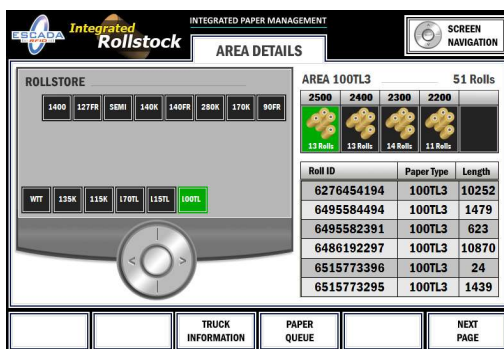 ESCADA
RFID
Integrated
Rollstock
INTEGRATED PAPER MANAGEMENT
AREA DETAILS
SCREEN
NAVIGATION
ROLLSTORE
1400 127FR SEMI 140K 140FR 280K 170K 90FR
WTT 135K 115K 170TL 115TL 100TL
AREA 100TL3 51 Rolls
2500 2400 2300 2200
13 Rolls 13 Rolls 14 Rolls 11 Rolls
Roll ID Paper Type Length
6276454194 100TL3 10252
6495584494 100TL3 1479
6495582391 100TL3 623
6486192297 100TL3 10870
6515773396 100TL3 24
6515773295 100TL3 1439
TRUCK
INFORMATION
PAPER
QUEUE
NEXT
PAGE